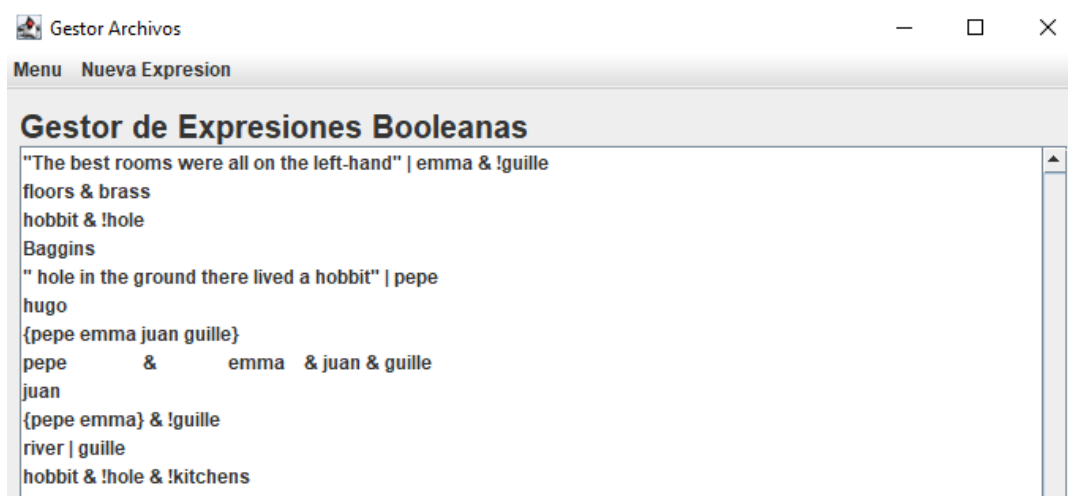 Gestor Archivos
Menu Nueva Expresion
Gestor de Expresiones Booleanas
"The best rooms were all on the left-hand" | emma & !guille
floors & brass
hobbit & !hole
Baggins
" hole in the ground there lived a hobbit" | pepe
hugo
{pepe emma juan guille}
pepe & emma & juan & guille
juan
{pepe emma} & !guille
river | guille
hobbit & !hole & !kitchens